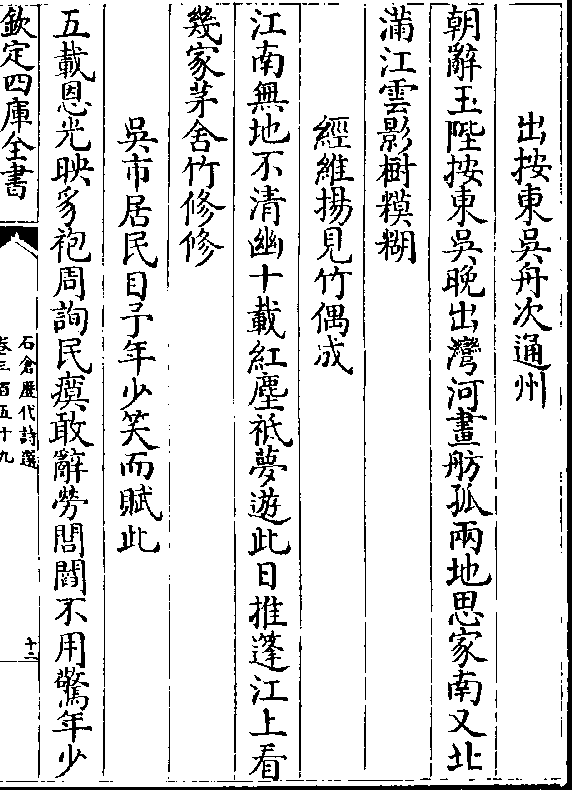 出按東吳舟次通州
朝辭玉陛按東吳晚出灣河畫舫孤兩地思家南又北
滿江雲影樹糢糊
經維揚見竹偶成
江南無地不清幽十載紅塵祗夢遊此日推蓬江上看
幾家茅舍竹修修
吳市居民目予年少笑而賦此
五載恩光映豸袍周詢民瘼敢辭勞閭閻不用驚年少
欽定四庫全書
石倉歷代詩選
卷三百五十九
十二